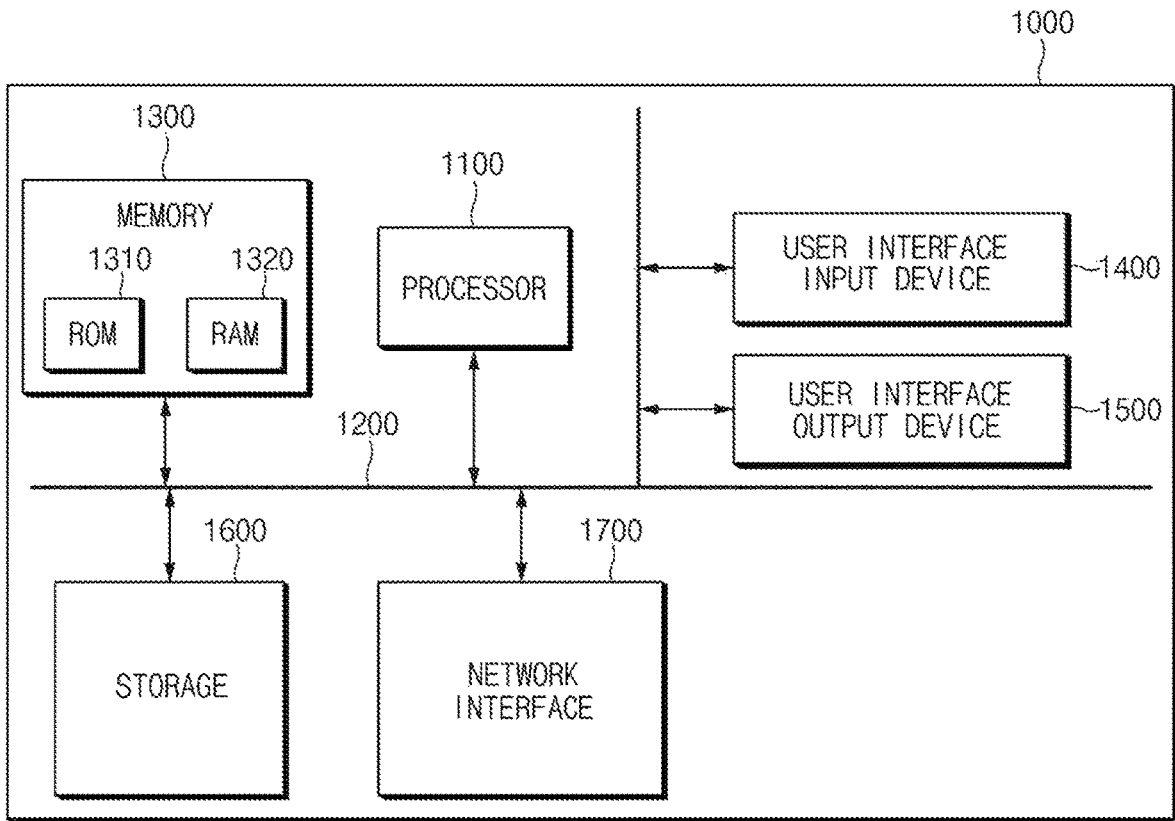 1000
1300
1100
MEMORY
1310
1320
ROM
RAM
PROCESSOR
USER INTERFACE
INPUT DEVICE
1400
USER INTERFACE
OUTPUT DEVICE
1500
1200
1600
1700
STORAGE
NETWORK
INTERFACE